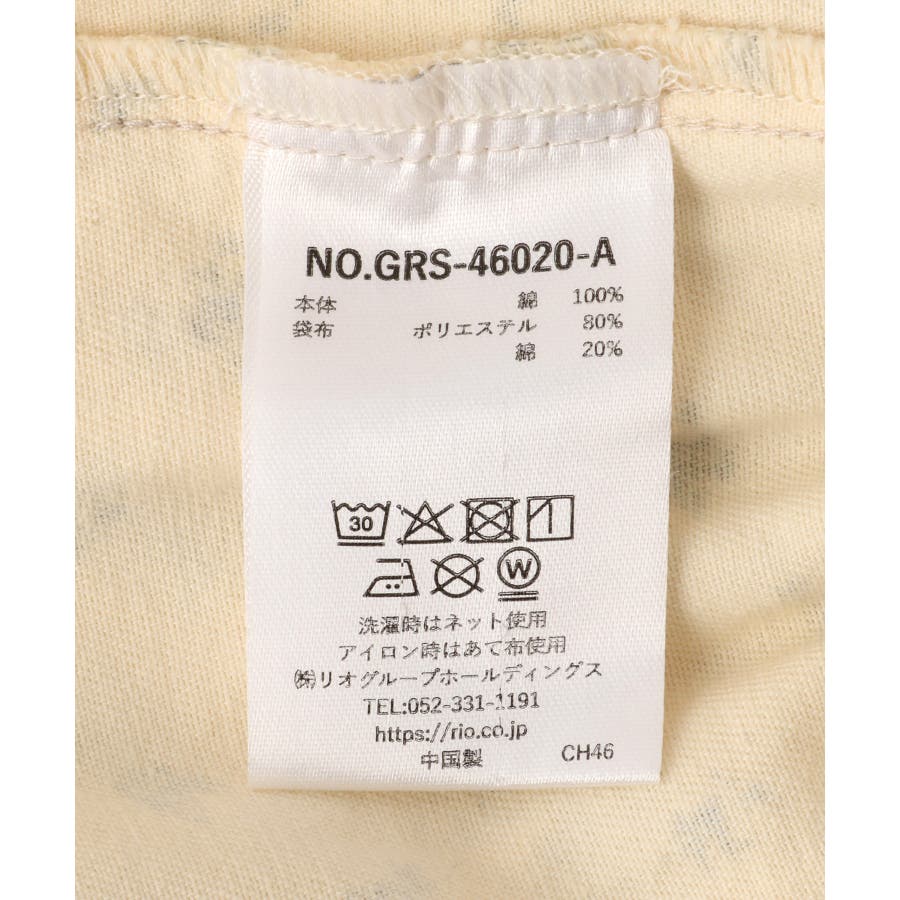 NO.GRS-46020-A
本体 綿 100%
袋布 ポリエステル 80%
綿 20%
30
W
洗濯時はネット使用
アイロン時はあて布使用
㈱リオグループホールディングス
TEL:052-331-1191
https://rio.co.jp
中国製 CH46